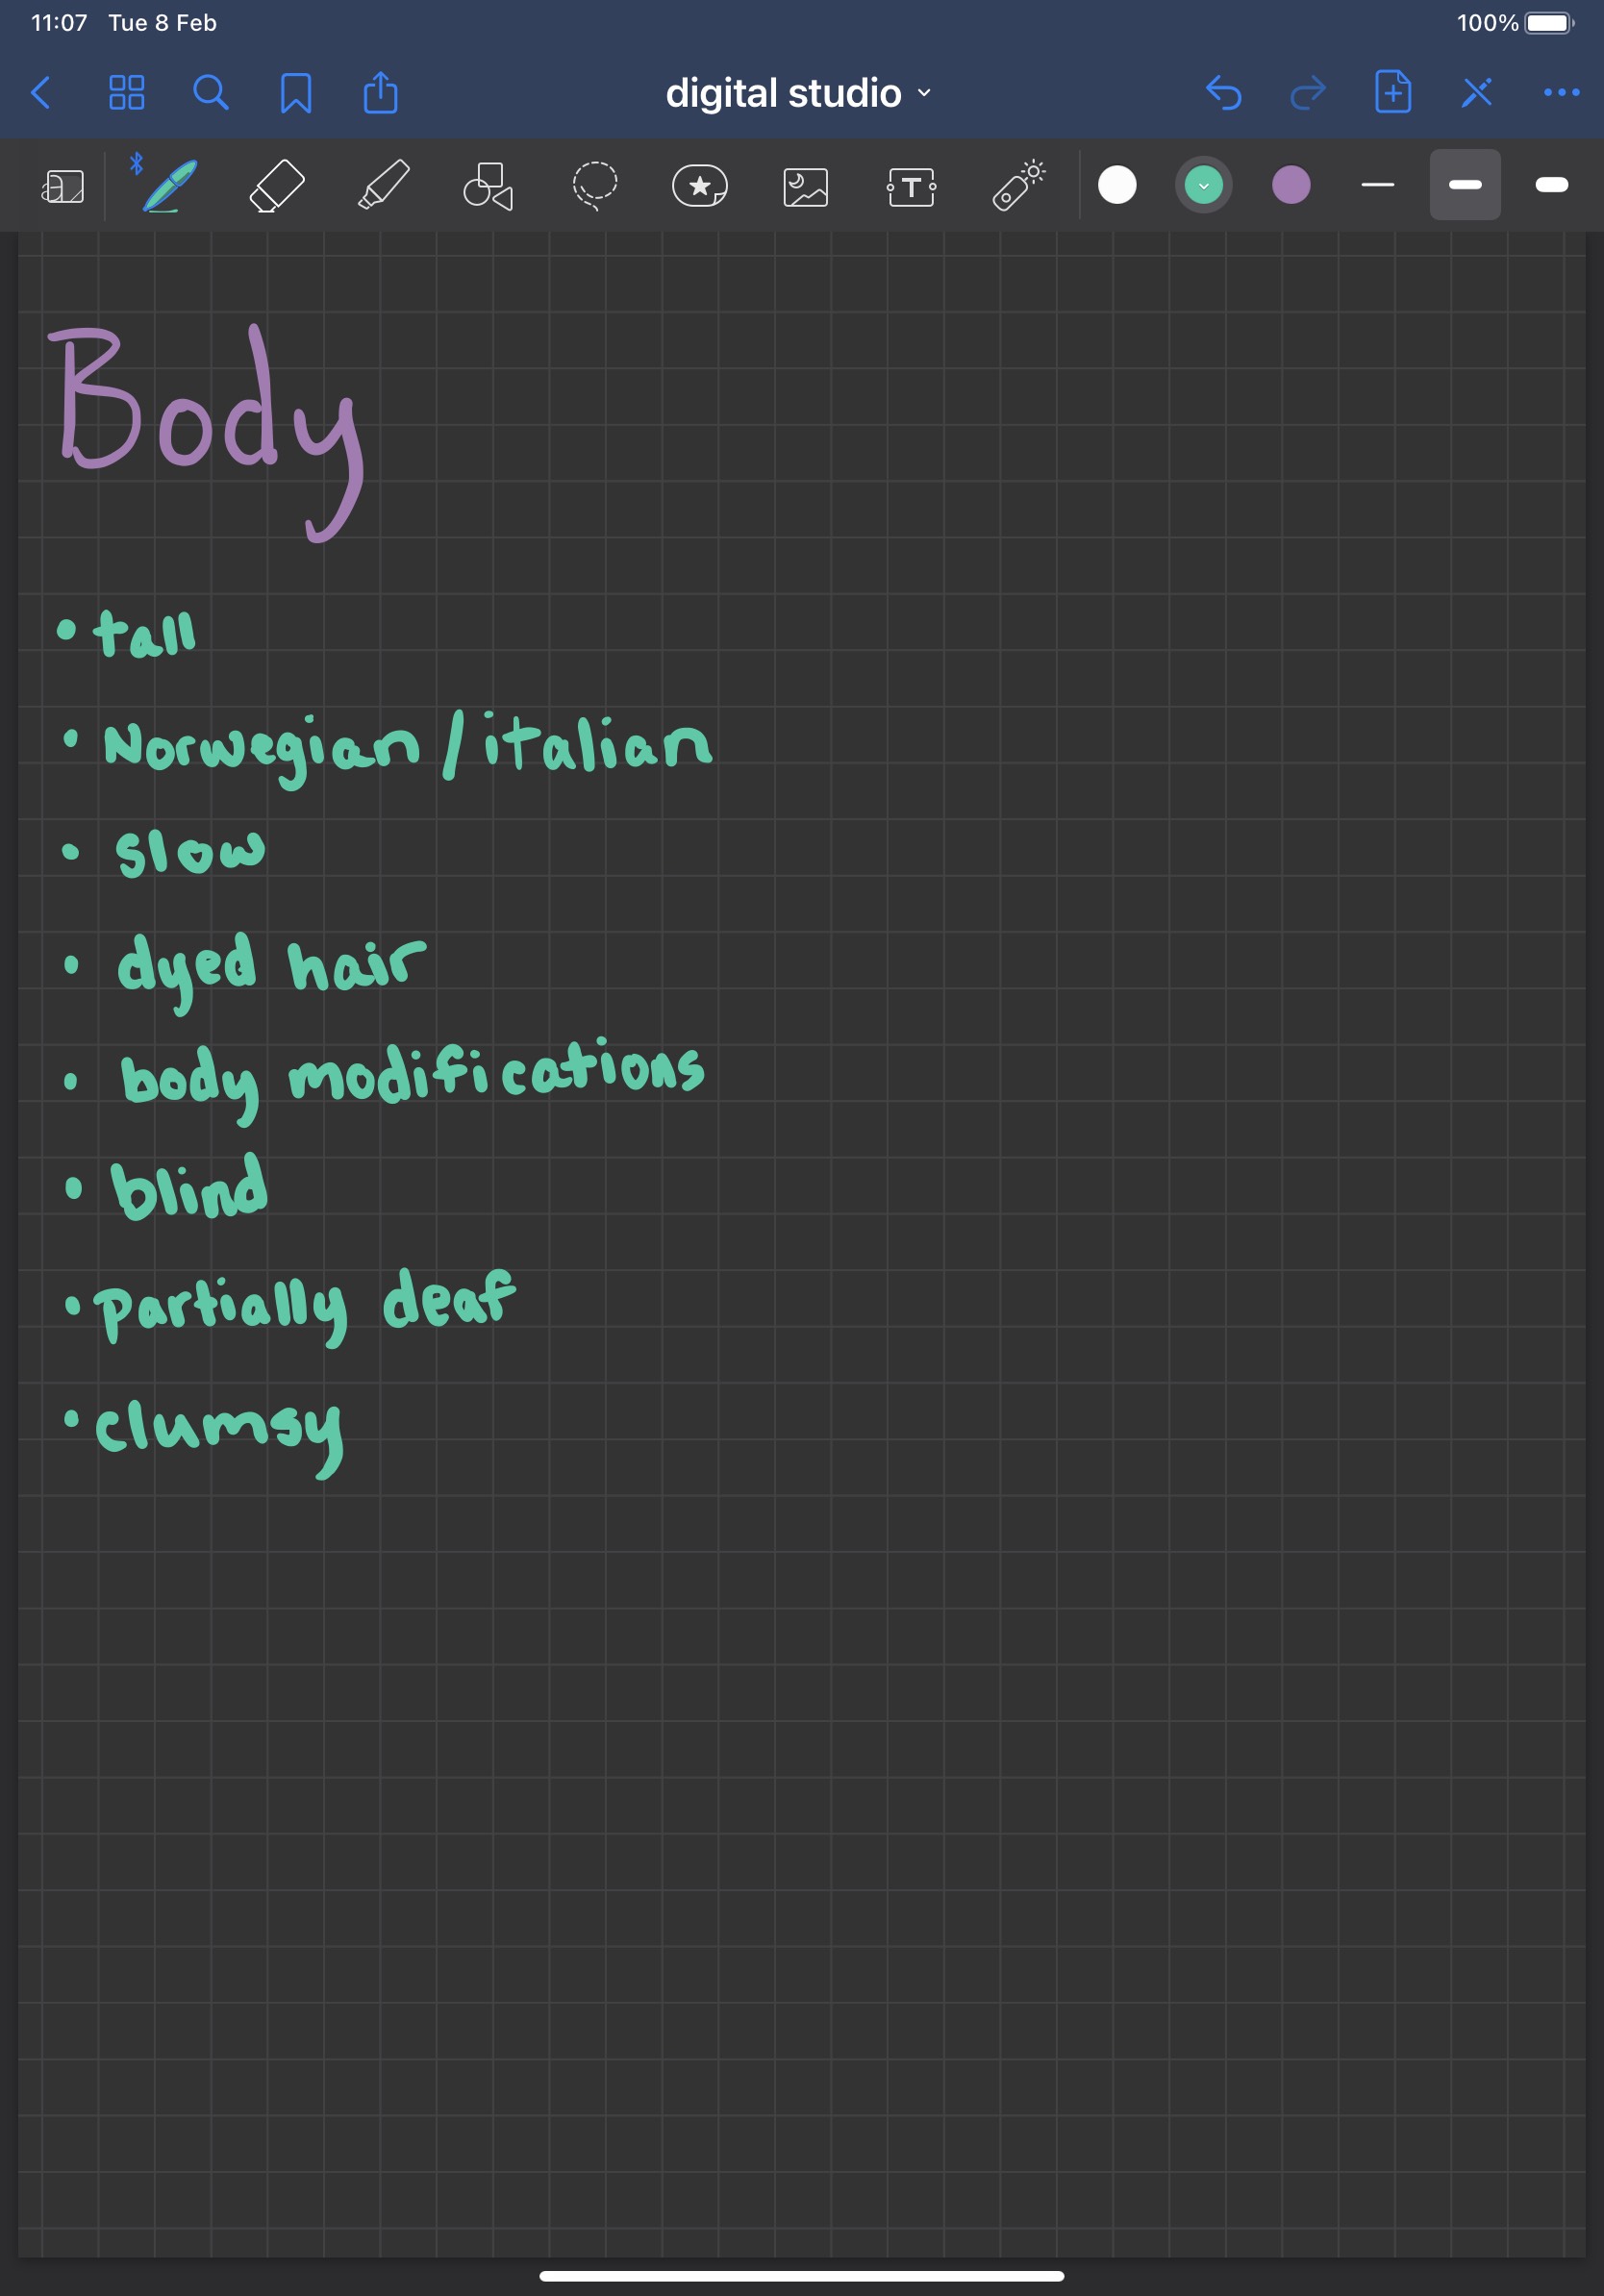 11:07 Tue 8 Feb 100%
digital studio
Body
• tall
• Norwegian/italian
• slow
• dyed hair
• body modifications
• blind
• partially deaf
• clumsy